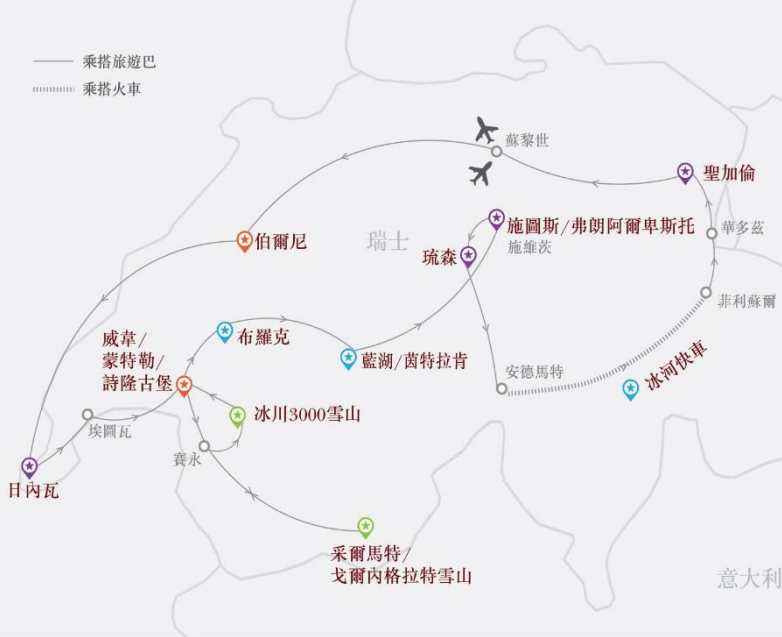 乘搭旅遊巴
乘搭火車
蘇黎世
聖加倫
施圖斯/弗朗阿爾卑斯托
施維茨
華多茲
伯爾尼
瑞士
琉森
菲利蘇爾
威韋/
蒙特勒/
詩隆古堡
布羅克
藍湖/茵特拉肯
安德馬特
冰河快車
冰川3000雪山
埃圖瓦
賽永
日內瓦
采爾馬特/
戈爾內格拉特雪山
意大利